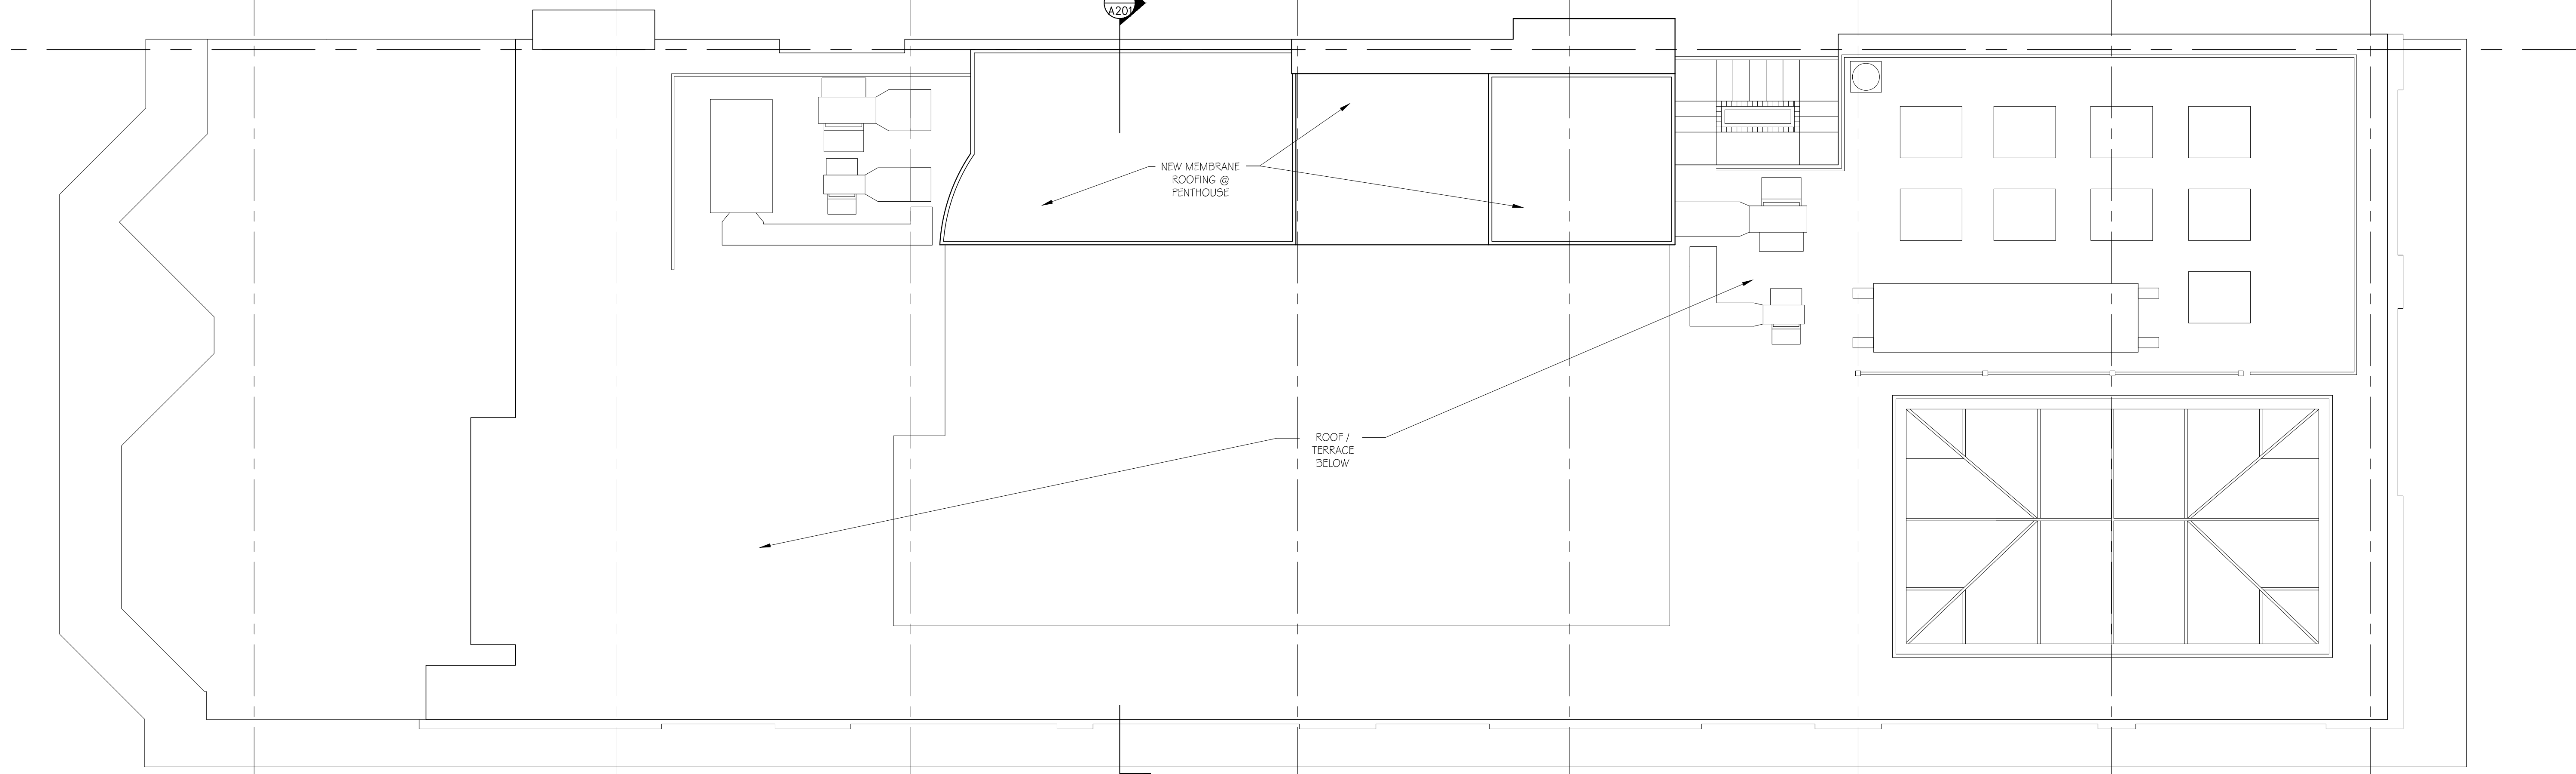 A201
NEW MEMBRANE
ROOFING @
PENTHOUSE
ROOF /
TERRACE
BELOW